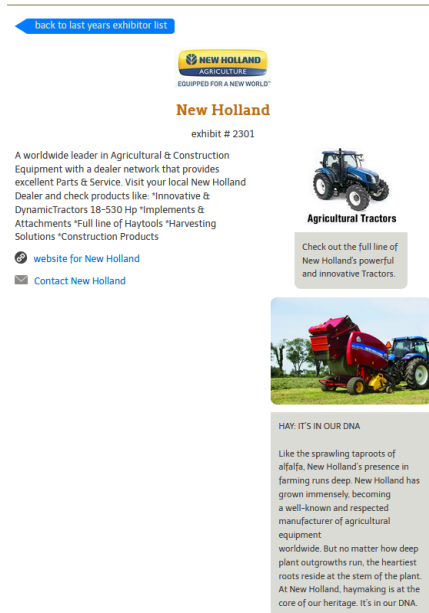 back to last years exhibitor list
NEW HOLLAND
AGRICULTURE
EQUIPPED FOR A NEW WORLD™
New Holland
exhibit # 2301
A worldwide leader in Agricultural & Construction
Equipment with a dealer network that provides
excellent Parts & Service. Visit your local New Holland
Dealer and check products like: *Innovative &
DynamicTractors 18-530 Hp *Implements &
Attachments *Full line of Haytools *Harvesting
Solutions *Construction Products
website for New Holland
Contact New Holland
Agricultural Tractors
Check out the full line of
New Holland's powerful
and innovative Tractors.
HAY: IT'S IN OUR DNA
Like the sprawling taproots of
alfalfa, New Holland's presence in
farming runs deep. New Holland has
grown immensely, becoming
a well-known and respected
manufacturer of agricultural
equipment
worldwide. But no matter how deep
plant outgrowths run, the heartiest
roots reside at the stem of the plant.
At New Holland, haymaking is at the
core of our heritage. It's in our DNA.